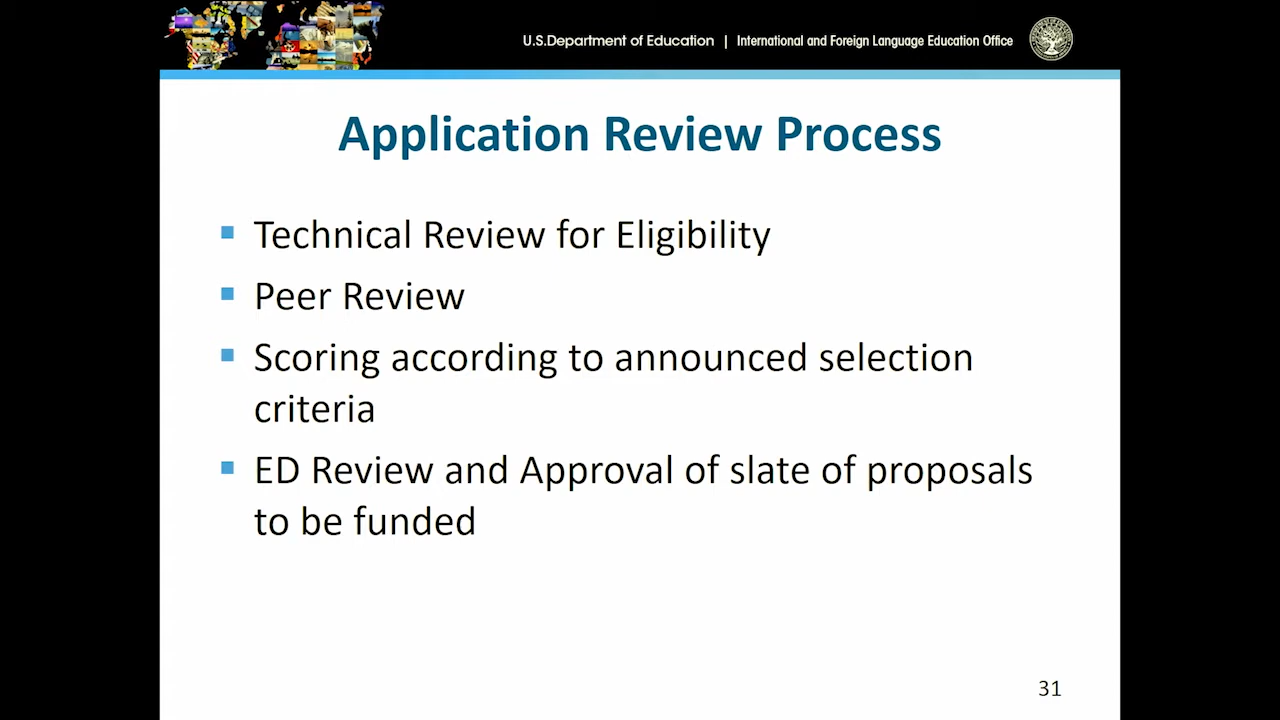 U.S.Department of Education | International and Foreign Language Education Office
Application Review Process
▪ Technical Review for Eligibility
▪ Peer Review
▪ Scoring according to announced selection
criteria
▪ ED Review and Approval of slate of proposals
to be funded
31